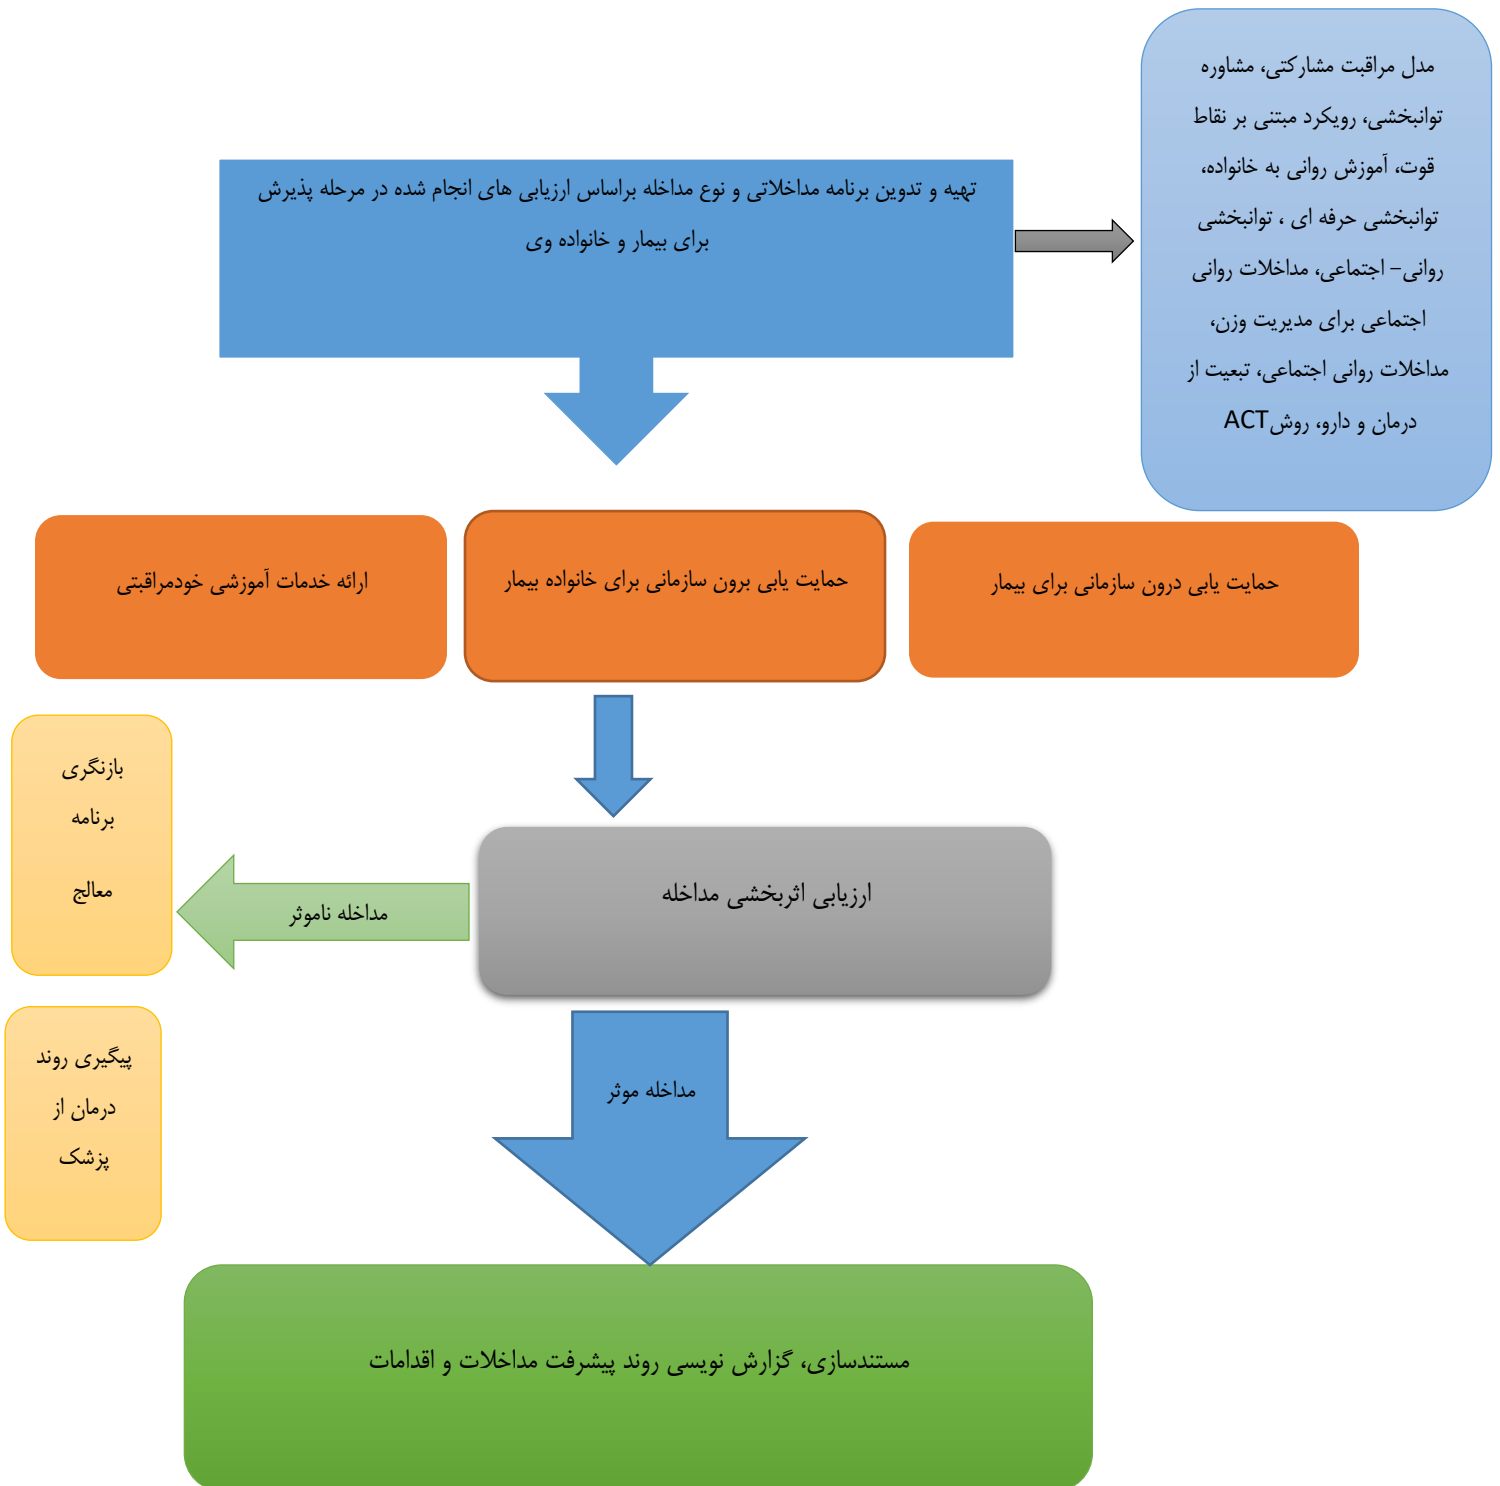 مدل مراقبت مشارکتی، مشاوره
توانبخشی، رویکرد مبتنی بر نقاط
قوت، آموزش روانی به خانواده،
توانبخشی حرفه ای ، توانبخشی
روانی- اجتماعی، مداخلات روانی
اجتماعی برای مدیریت وزن،
مداخلات روانی اجتماعی، تبعیت از
درمان و دارو، روش ACT
تهیه و تدوین برنامه مداخلاتی و نوع مداخله براساس ارزیابی های انجام شده در مرحله پذیرش
برای بیمار و خانواده وی
حمایت یابی درون سازمانی برای بیمار
حمایت یابی برون سازمانی برای خانواده بیمار
ارائه خدمات آموزشی خودمراقبتی
ارزیابی اثربخشی مداخله
مداخله ناموثر
بازنگری
برنامه
معالج
پیگیری روند
درمان از
پزشک
مداخله موثر
مستندسازی، گزارش نویسی روند پیشرفت مداخلات و اقدامات